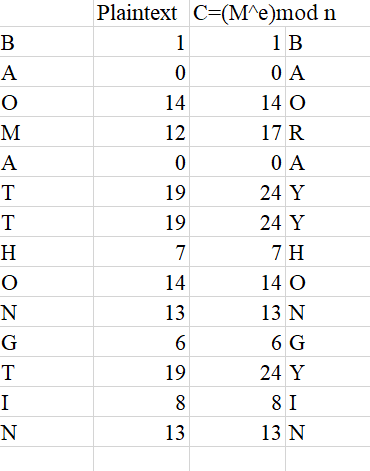 Plaintext C=(M^e)mod n
B 1 1 B
A 0 0 A
O 14 14 O
M 12 17 R
A 0 0 A
T 19 24 Y
T 19 24 Y
H 7 7 H
O 14 14 O
N 13 13 N
G 6 6 G
T 19 24 Y
I 8 8 I
N 13 13 N